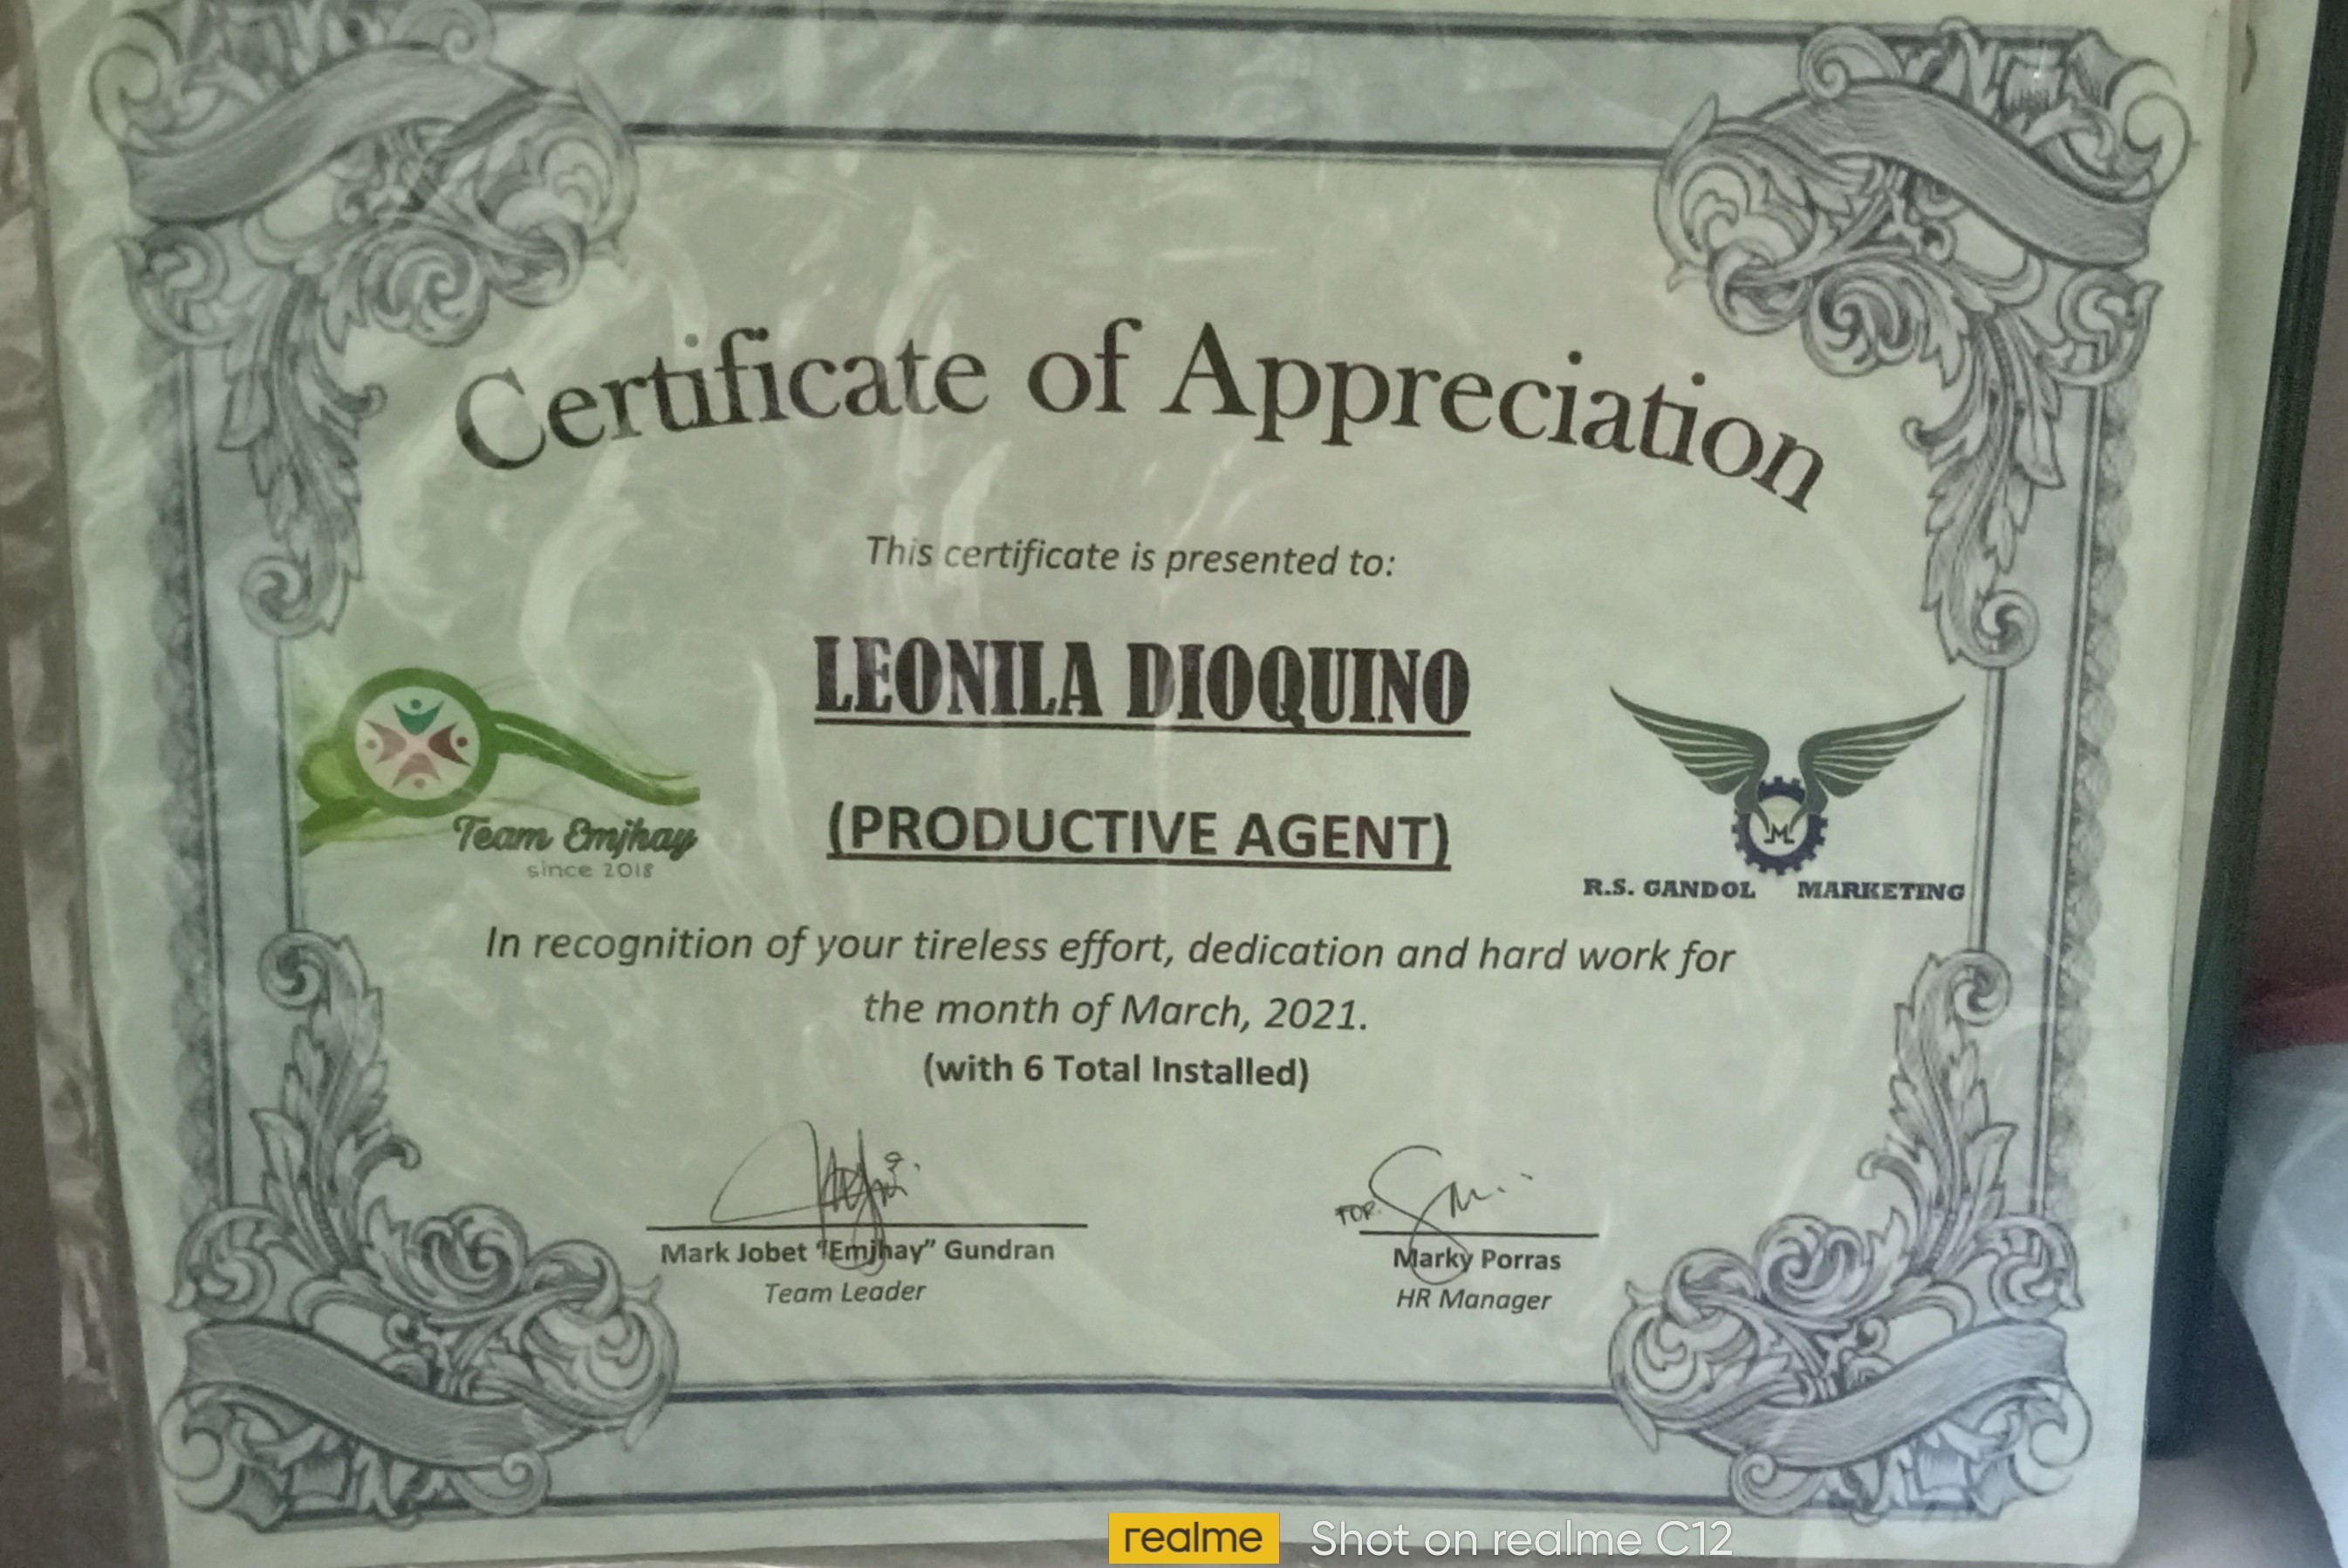 Certificate of Appreciation
This certificate is presented to:
LEONILA DIOQUINO
(PRODUCTIVE AGENT)
Team Emjhay
since 2018
M
R.S. GANDOL MARKETING
In recognition of your tireless effort, dedication and hard work for
the month of March, 2021.
(with 6 Total Installed)
FOR:
Mark Jobet "Emjhay" Gundran
Marky Porras
Team Leader
HR Manager
realme Shot on realme C12